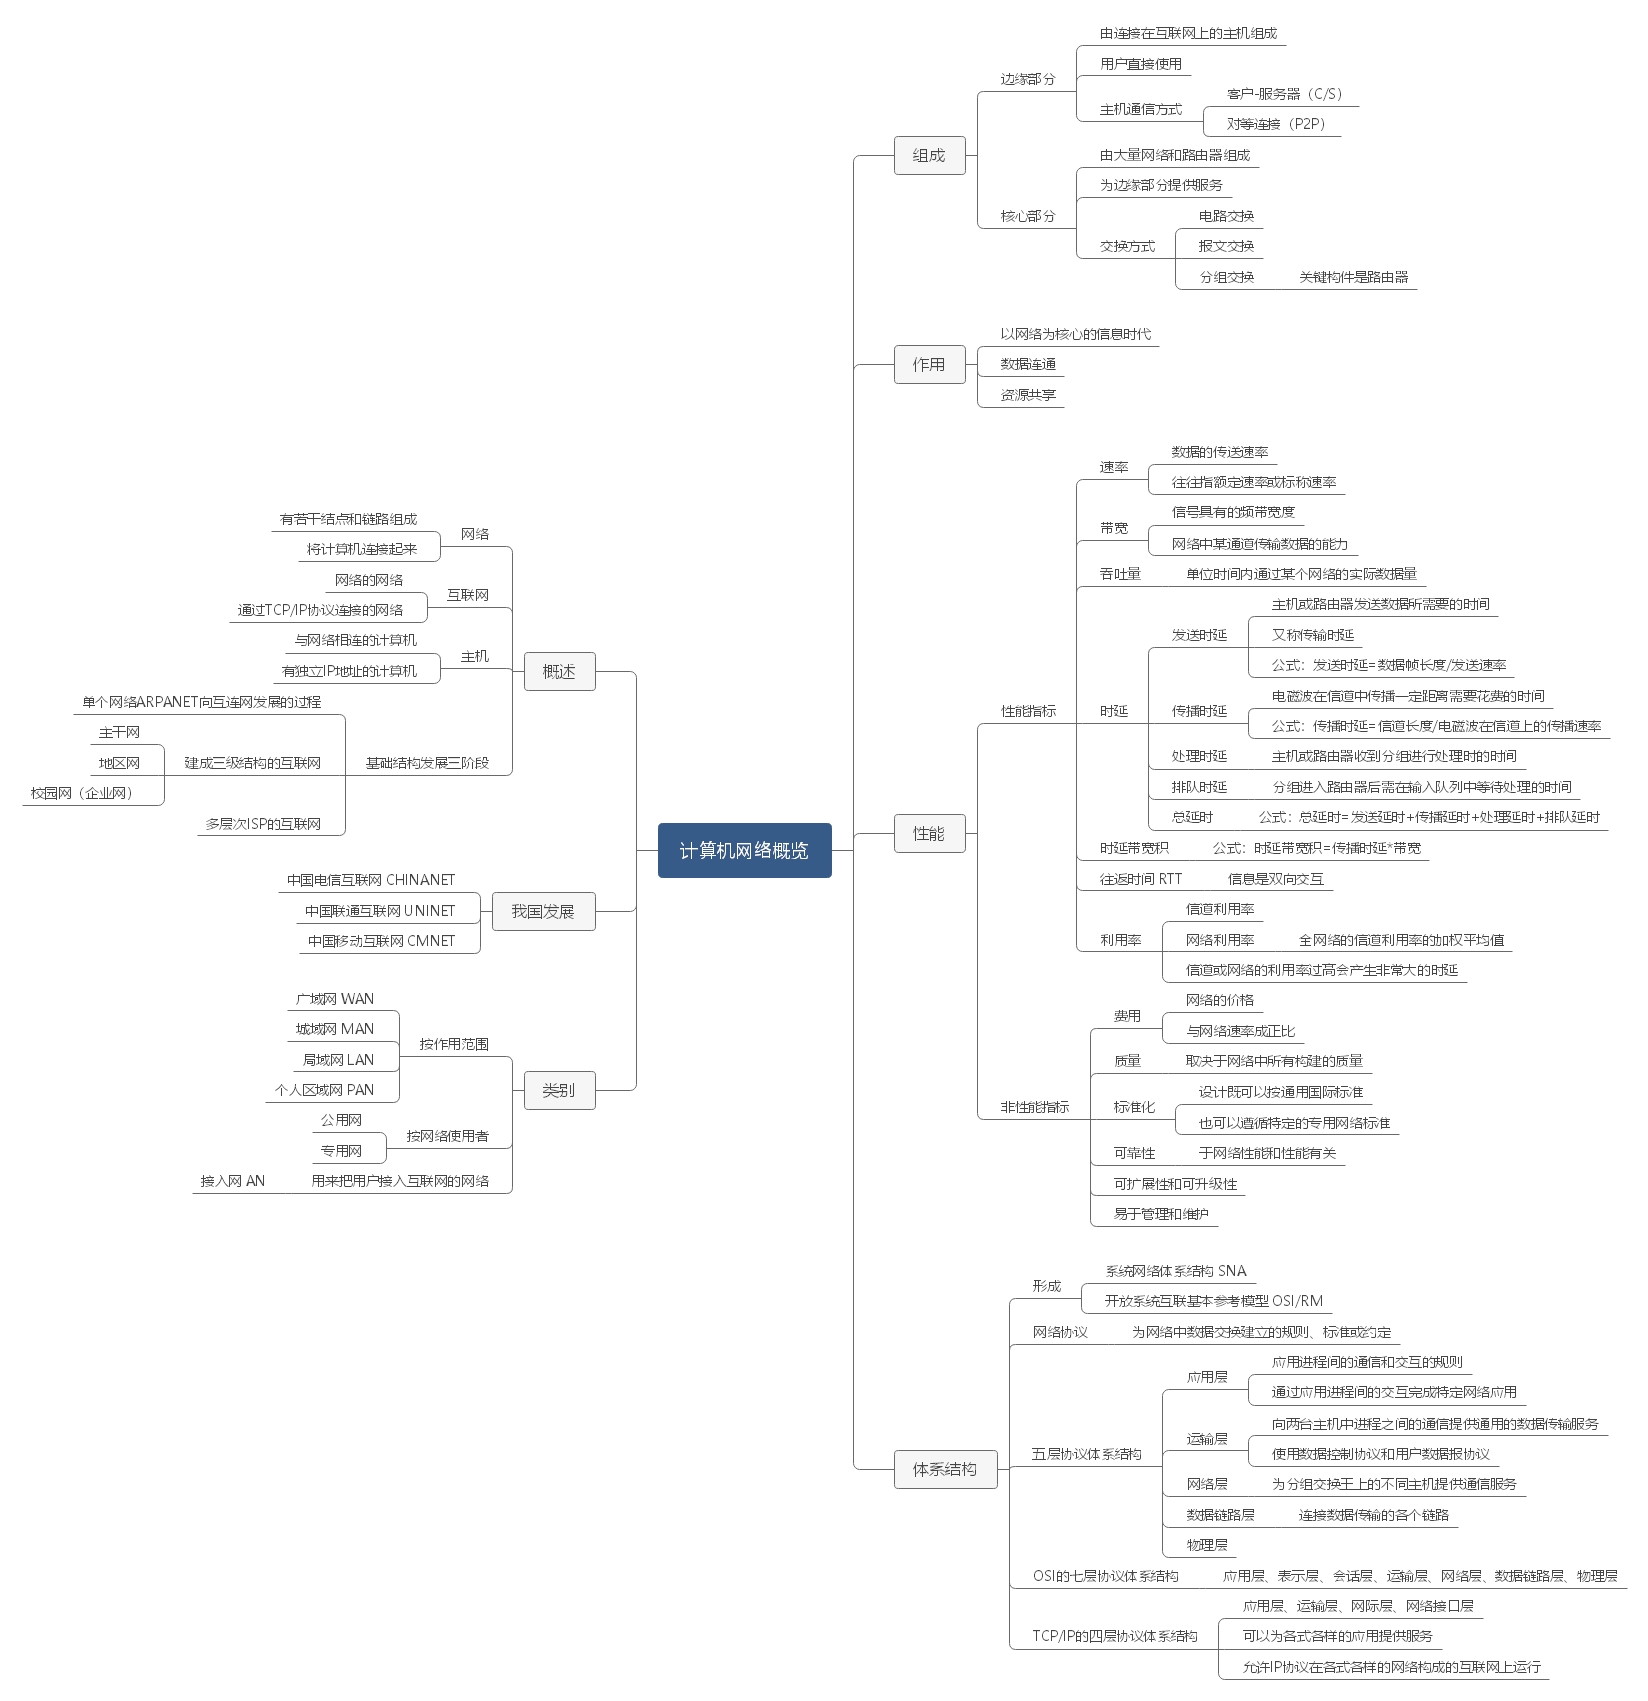 计算机网络概览
组成
边缘部分
由连接在互联网上的主机组成
用户直接使用
主机通信方式
客户-服务器（C/S）
对等连接（P2P）
核心部分
由大量网络和路由器组成
为边缘部分提供服务
交换方式
电路交换
报文交换
分组交换
关键构件是路由器
作用
以网络为核心的信息时代
数据连通
资源共享
性能
性能指标
速率
数据的传送速率
往往指额定速率或标称速率
带宽
信号具有的频带宽度
网络中某通道传输数据的能力
吞吐量
单位时间内通过某个网络的实际数据量
时延
发送时延
主机或路由器发送数据所需要的时间
又称传输时延
公式：发送时延=数据帧长度/发送速率
传播时延
电磁波在信道中传播一定距离需要花费的时间
公式：传播时延=信道长度/电磁波在信道上的传播速率
处理时延
主机或路由器收到分组进行处理时的时间
排队时延
分组进入路由器后需在输入队列中等待处理的时间
总延时
公式：总延时=发送延时+传播延时+处理延时+排队延时
时延带宽积
公式：时延带宽积=传播时延*带宽
往返时间 RTT
信息是双向交互
利用率
信道利用率
网络利用率
全网络的信道利用率的加权平均值
信道或网络的利用率过高会产生非常大的时延
非性能指标
费用
网络的价格
与网络速率成正比
质量
取决于网络中所有构建的质量
标准化
设计既可以按通用国际标准
也可以遵循特定的专用网络标准
可靠性
于网络性能和性能有关
可扩展性和可升级性
易于管理和维护
体系结构
形成
系统网络体系结构 SNA
开放系统互联基本参考模型 OSI/RM
网络协议
为网络中数据交换建立的规则、标准或约定
五层协议体系结构
应用层
应用进程间的通信和交互的规则
通过应用进程间的交互完成特定网络应用
运输层
向两台主机中进程之间的通信提供通用的数据传输服务
使用数据控制协议和用户数据报协议
网络层
为分组交换王上的不同主机提供通信服务
数据链路层
连接数据传输的各个链路
物理层
OSI的七层协议体系结构
应用层、表示层、会话层、运输层、网络层、数据链路层、物理层
TCP/IP的四层协议体系结构
应用层、运输层、网际层、网络接口层
可以为各式各样的应用提供服务
允许IP协议在各式各样的网络构成的互联网上运行
概述
网络
有若干结点和链路组成
将计算机连接起来
互联网
网络的网络
通过TCP/IP协议连接的网络
主机
与网络相连的计算机
有独立IP地址的计算机
基础结构发展三阶段
单个网络ARPANET向互连网发展的过程
建成三级结构的互联网
主干网
地区网
校园网（企业网）
多层次ISP的互联网
我国发展
中国电信互联网 CHINANET
中国联通互联网 UNINET
中国移动互联网 CMNET
类别
按作用范围
广域网 WAN
城域网 MAN
局域网 LAN
个人区域网 PAN
按网络使用者
公用网
专用网
用来把用户接入互联网的网络
接入网 AN